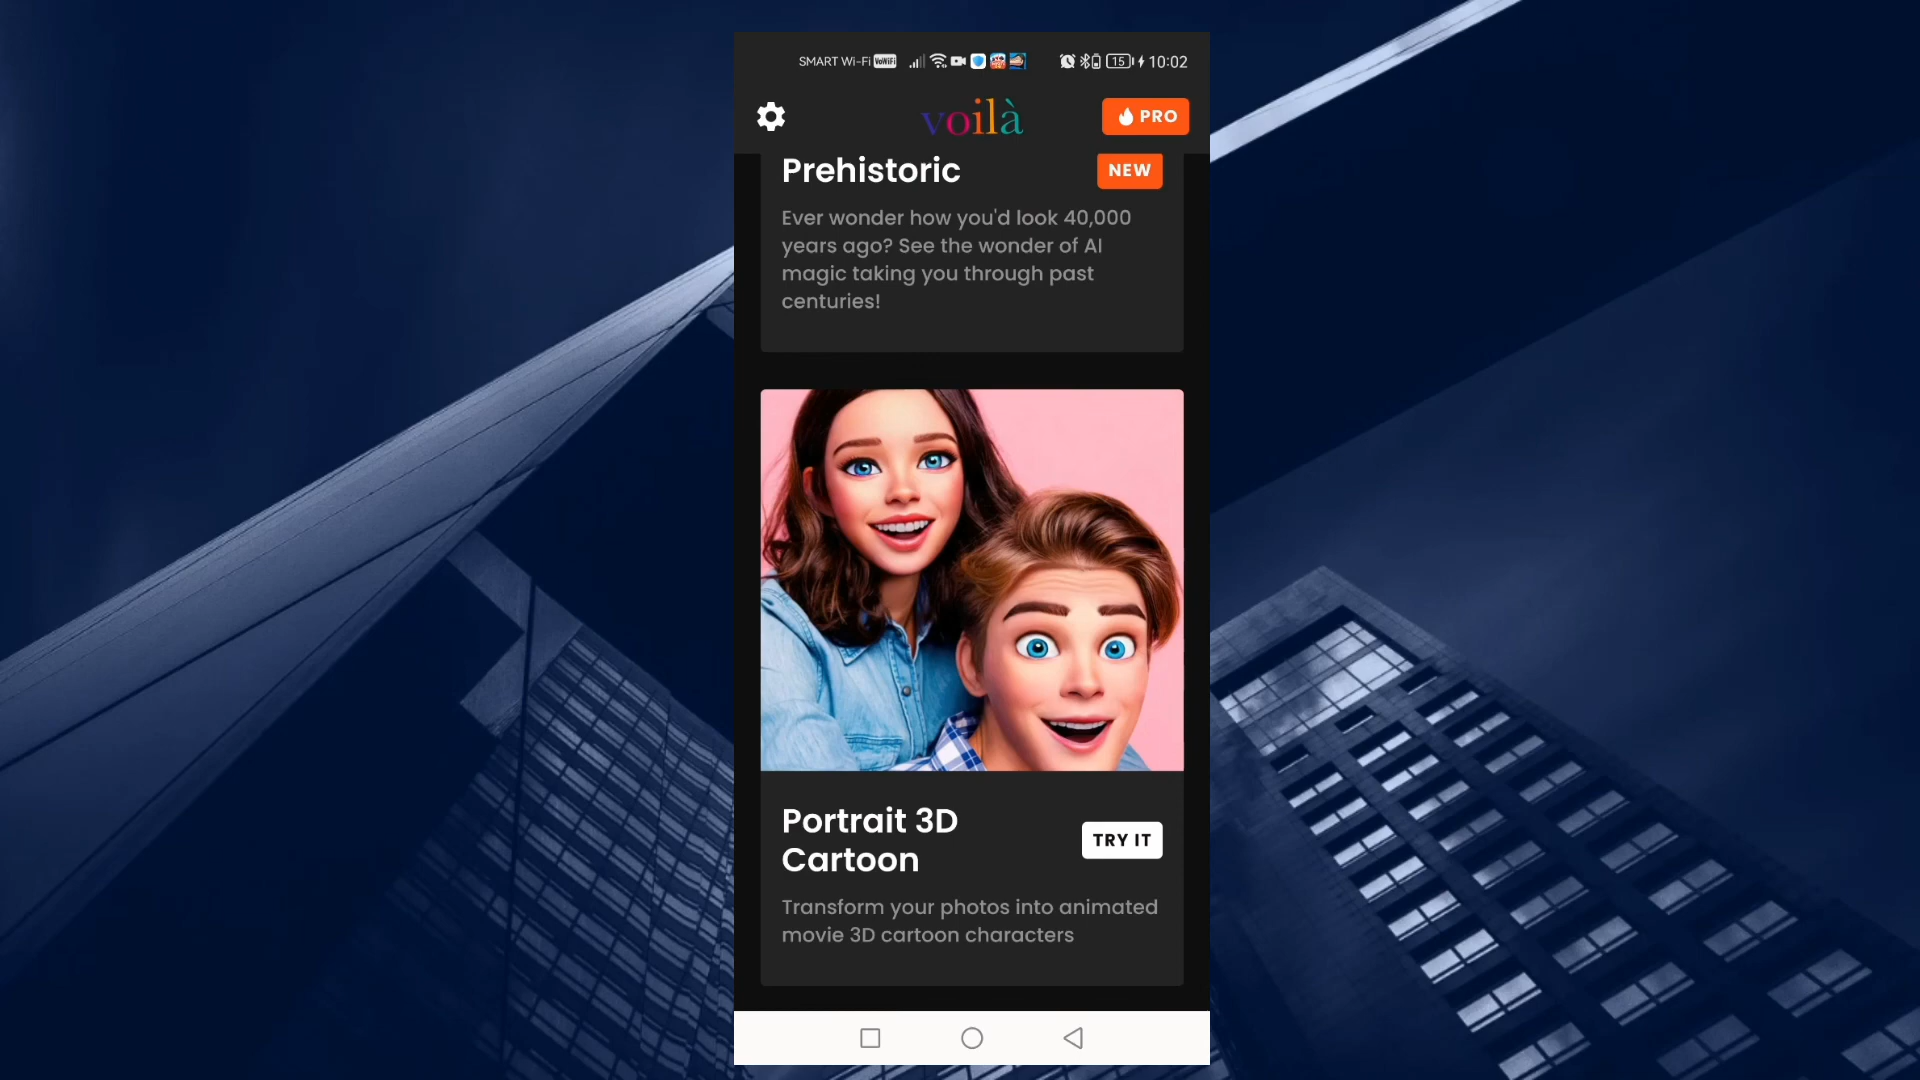 SMART Wi-Fi VoWiFi 15 10:02
voilà
PRO
Prehistoric
NEW
Ever wonder how you'd look 40,000
years ago? See the wonder of AI
magic taking you through past
centuries!
Portrait 3D
Cartoon
TRY IT
Transform your photos into animated
movie 3D cartoon characters